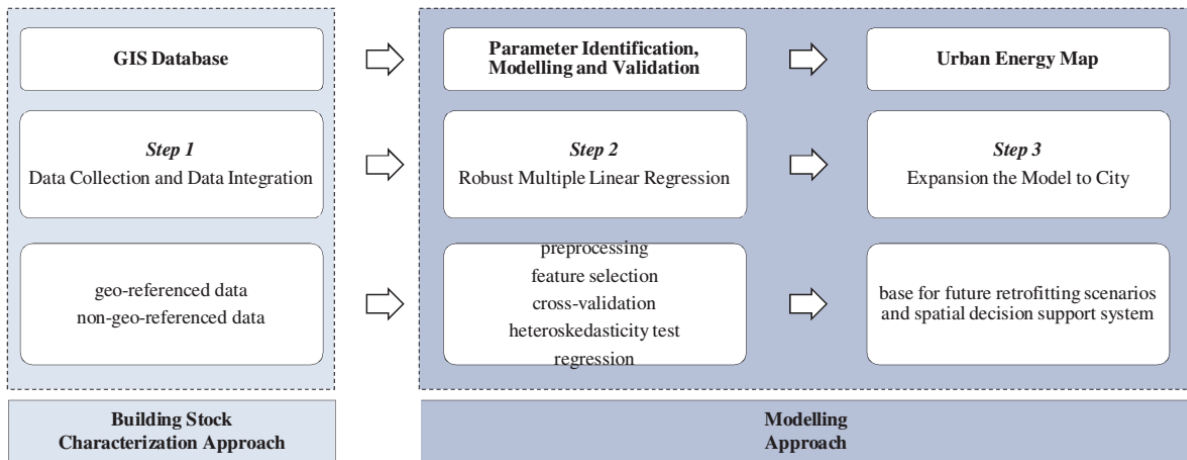 GIS Database
Parameter Identification,
Modelling and Validation
Urban Energy Map
Step 1
Data Collection and Data Integration
Step 2
Robust Multiple Linear Regression
Step 3
Expansion the Model to City
geo-referenced data
non-geo-referenced data
preprocessing
feature selection
cross-validation
heteroskedasticity test
regression
base for future retrofitting scenarios
and spatial decision support system
Building Stock
Characterization Approach
Modelling
Approach